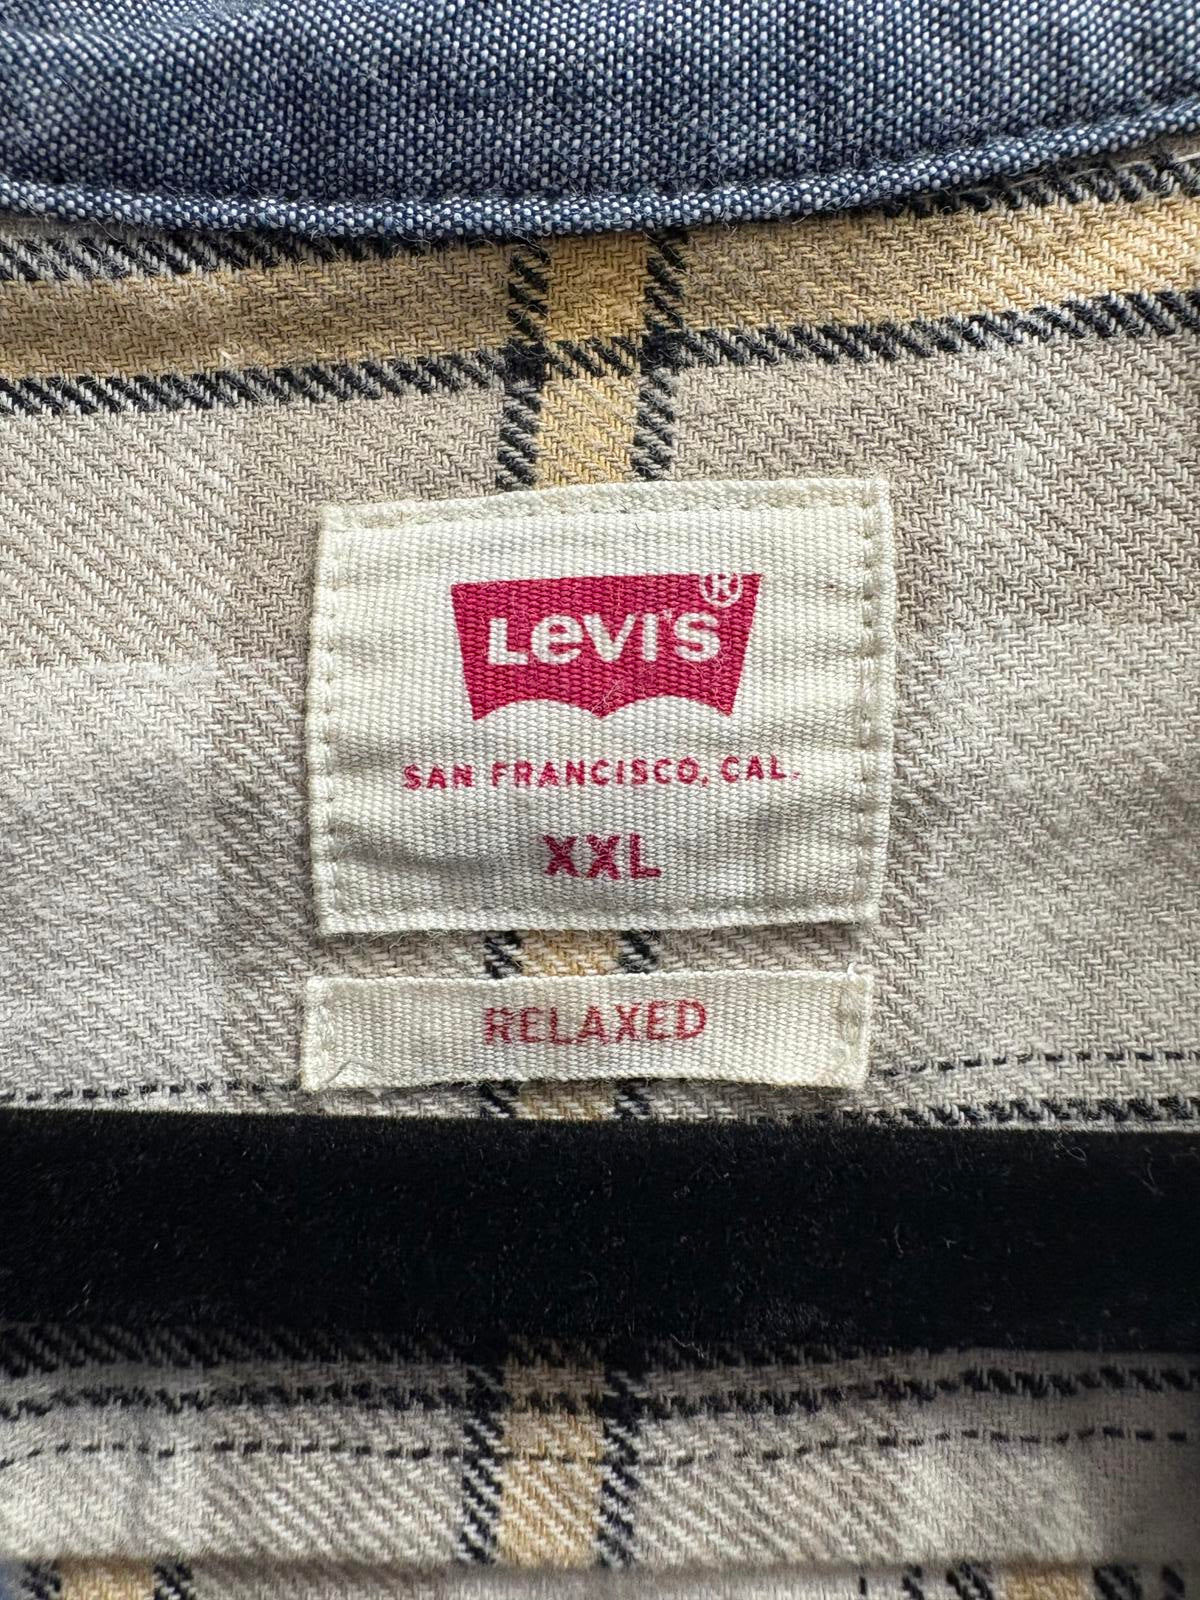 Levi's®
SAN FRANCISCO, CAL.
XXL
RELAXED